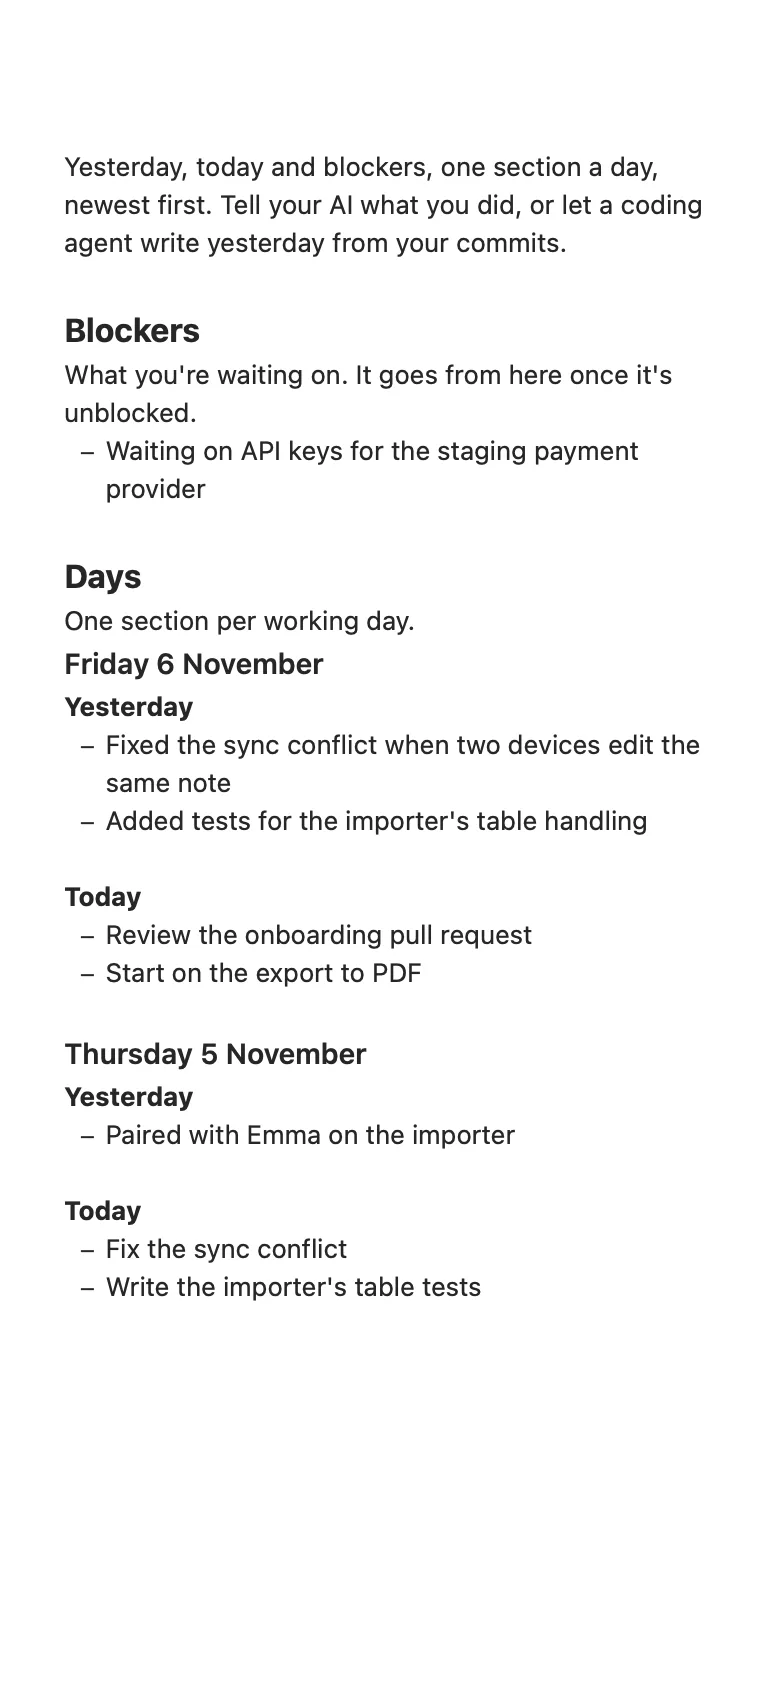 Yesterday, today and blockers, one section a day,
newest first. Tell your AI what you did, or let a coding
agent write yesterday from your commits.
Blockers
What you're waiting on. It goes from here once it's
unblocked.
– Waiting on API keys for the staging payment
provider
Days
One section per working day.
Friday 6 November
Yesterday
– Fixed the sync conflict when two devices edit the
same note
– Added tests for the importer's table handling
Today
– Review the onboarding pull request
– Start on the export to PDF
Thursday 5 November
Yesterday
– Paired with Emma on the importer
Today
– Fix the sync conflict
– Write the importer's table tests